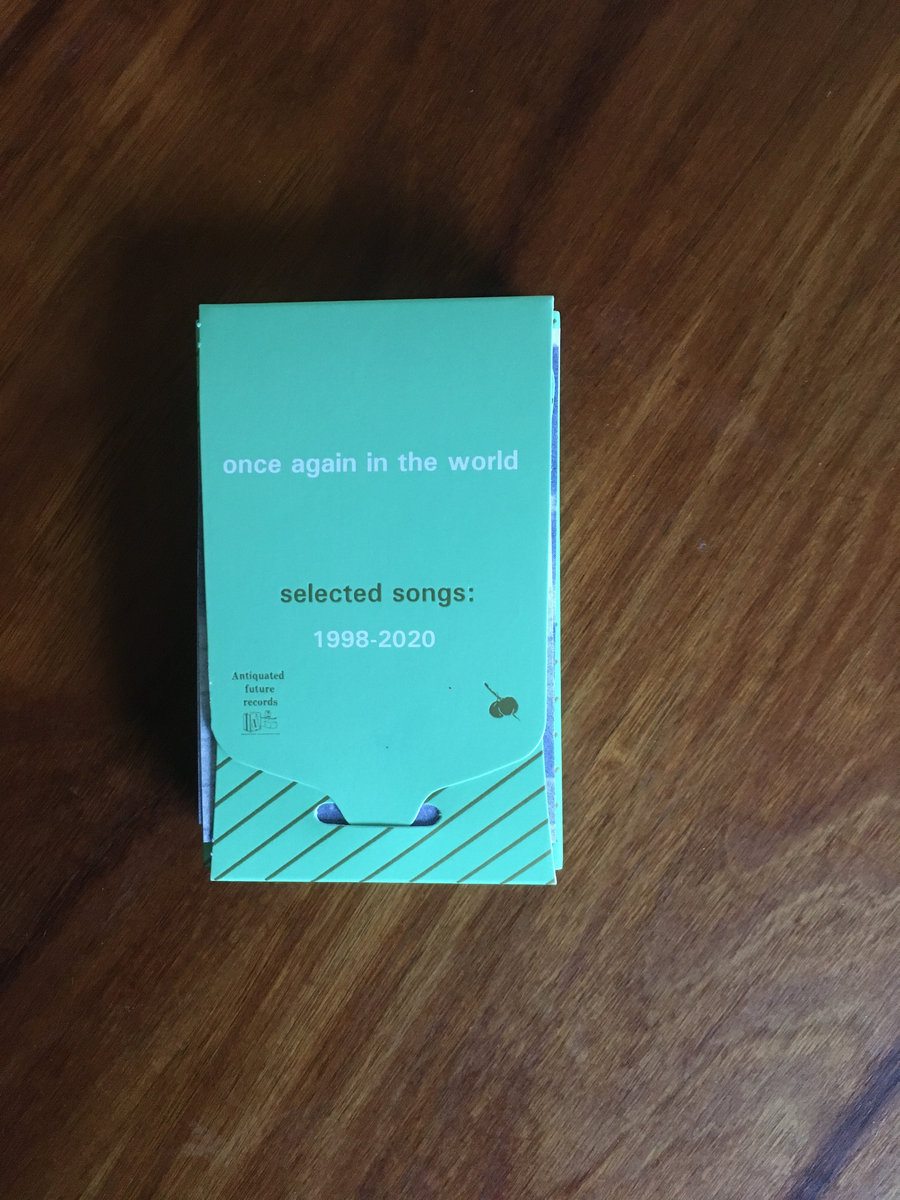 once again in the world
selected songs:
1998-2020
Antiquated
future
records